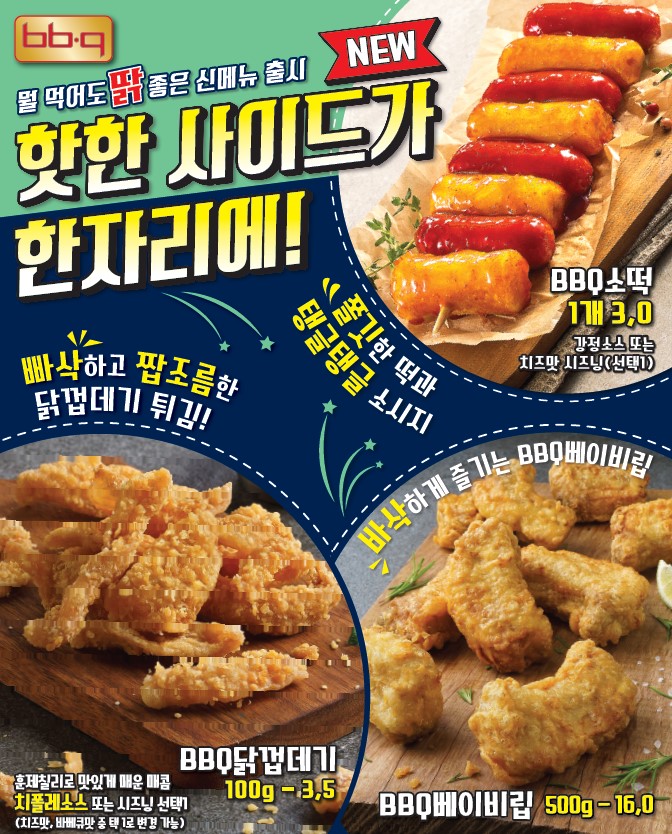 bb.q
뭘 먹어도 딹 좋은 신메뉴 출시
NEW
핫한 사이드가
한자리에!
BBQ소떡
1개 3,0
강정소스 또는
치즈맛 시즈닝(선택1)
쫄깃한 떡과
탱글탱글 소시지
빠삭하고 짭조름한
닭껍데기 튀김!
바삭하게 즐기는 BBQ베이비립
BBQ닭껍데기
100g - 3,5
훈제칠리로 맛있게 매운 매콤
치폴레소스 또는 시즈닝 선택1
(치즈맛, 바베큐맛 중 택 1로 변경 가능)
BBQ베이비립 500g - 16,0